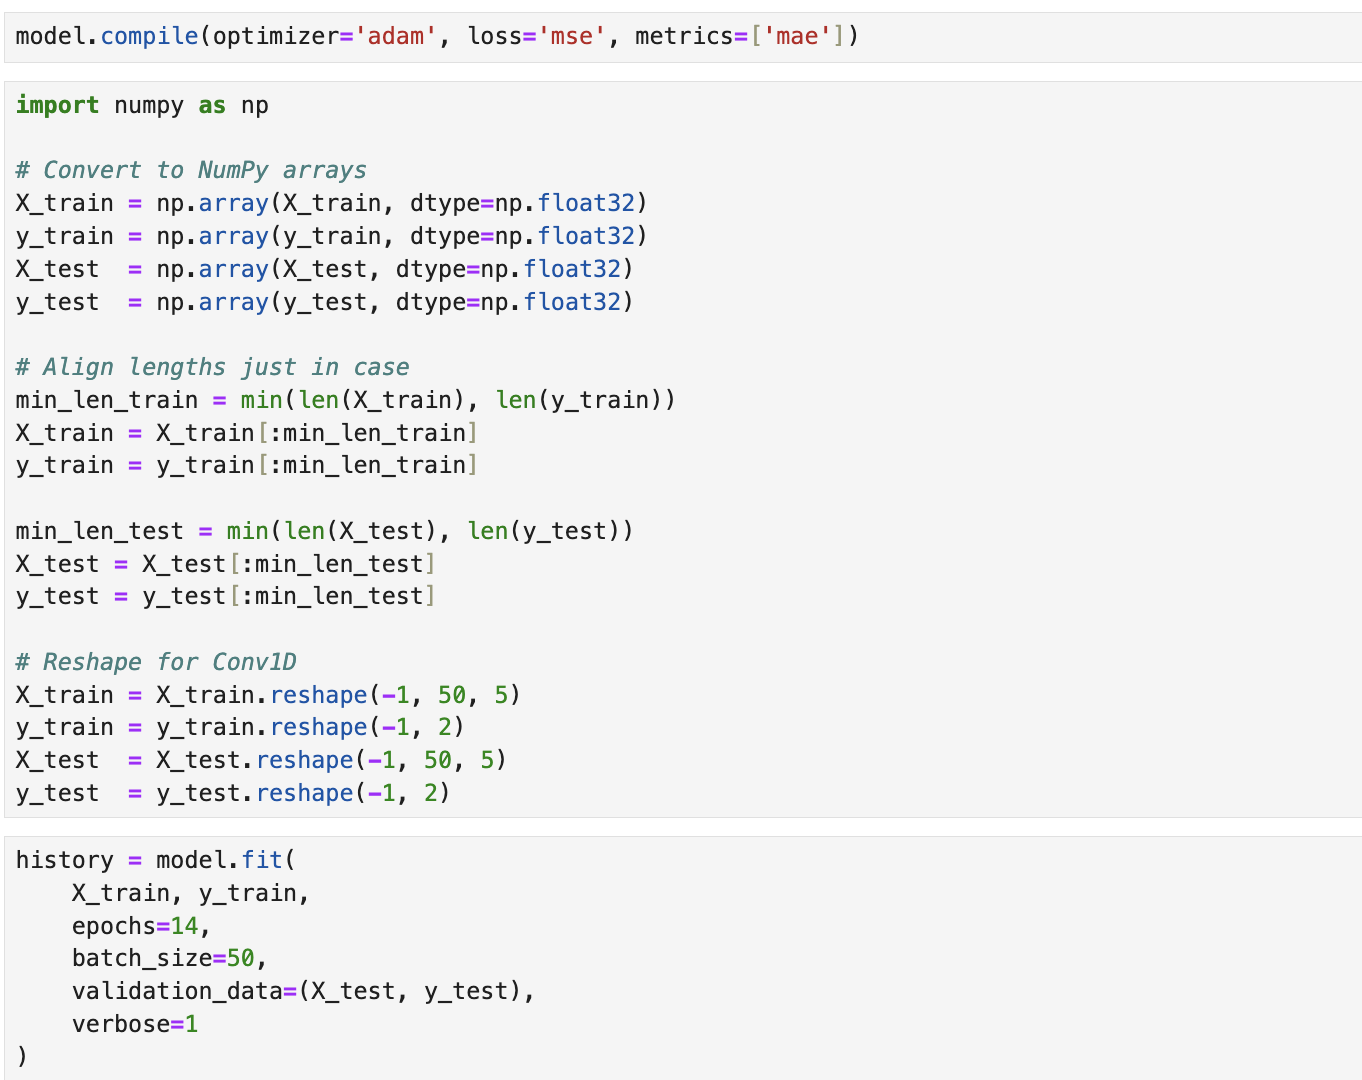 model.compile(optimizer='adam', loss='mse', metrics=['mae'])
import numpy as np
# Convert to NumPy arrays
X_train = np.array(X_train, dtype=np.float32)
y_train = np.array(y_train, dtype=np.float32)
X_test  = np.array(X_test, dtype=np.float32)
y_test  = np.array(y_test, dtype=np.float32)
# Align lengths just in case
min_len_train = min(len(X_train), len(y_train))
X_train = X_train[:min_len_train]
y_train = y_train[:min_len_train]
min_len_test = min(len(X_test), len(y_test))
X_test = X_test[:min_len_test]
y_test = y_test[:min_len_test]
# Reshape for Conv1D
X_train = X_train.reshape(-1, 50, 5)
y_train = y_train.reshape(-1, 2)
X_test  = X_test.reshape(-1, 50, 5)
y_test  = y_test.reshape(-1, 2)
history = model.fit(
    X_train, y_train,
    epochs=14,
    batch_size=50,
    validation_data=(X_test, y_test),
    verbose=1
)